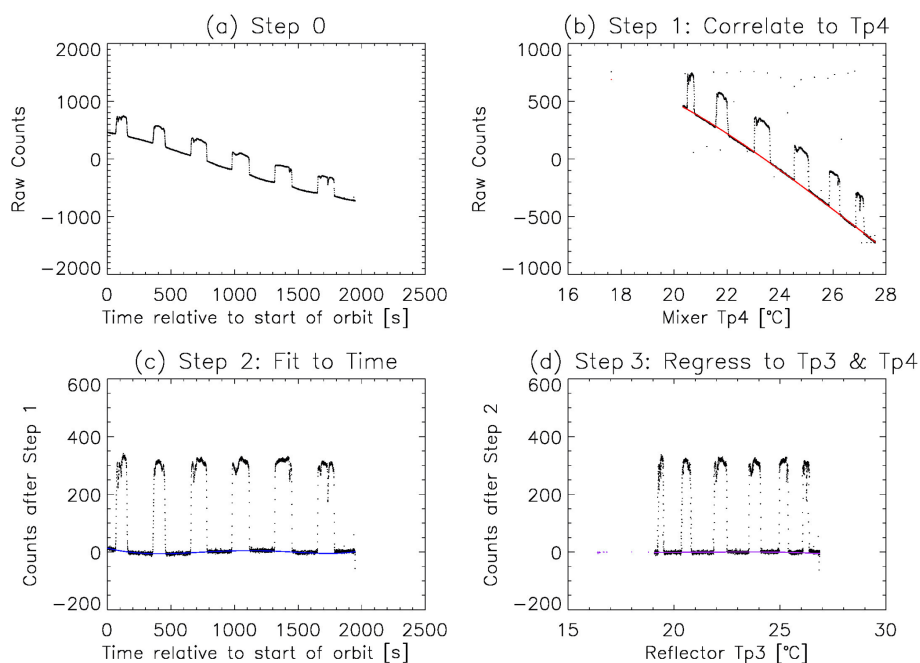 (a) Step 0
2000
1000
0
−1000
−2000
Raw Counts
0 500 1000 1500 2000 2500
Time relative to start of orbit [s]
(b) Step 1: Correlate to Tp4
1000
500
0
−500
−1000
Raw Counts
16 18 20 22 24 26 28
Mixer Tp4 [°C]
(c) Step 2: Fit to Time
600
400
200
0
−200
Counts after Step 1
0 500 1000 1500 2000 2500
Time relative to start of orbit [s]
(d) Step 3: Regress to Tp3 & Tp4
600
400
200
0
−200
Counts after Step 2
15 20 25 30
Reflector Tp3 [°C]